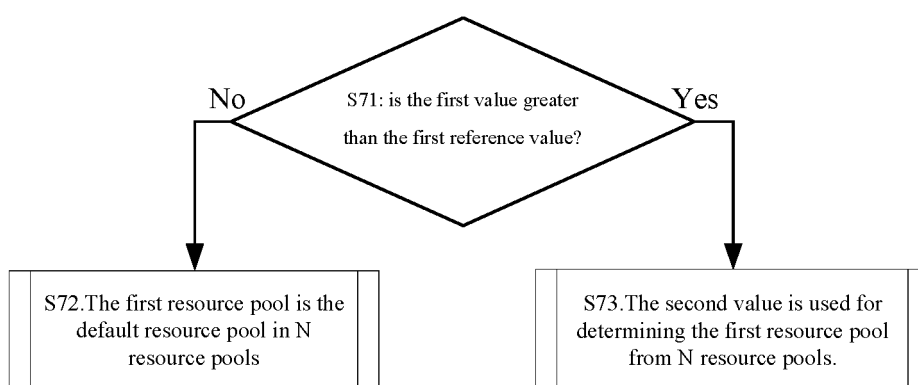 S71: is the first value greater
than the first reference value?
No
Yes
S72.The first resource pool is the
default resource pool in N
resource pools
S73.The second value is used for
determining the first resource pool
from N resource pools.